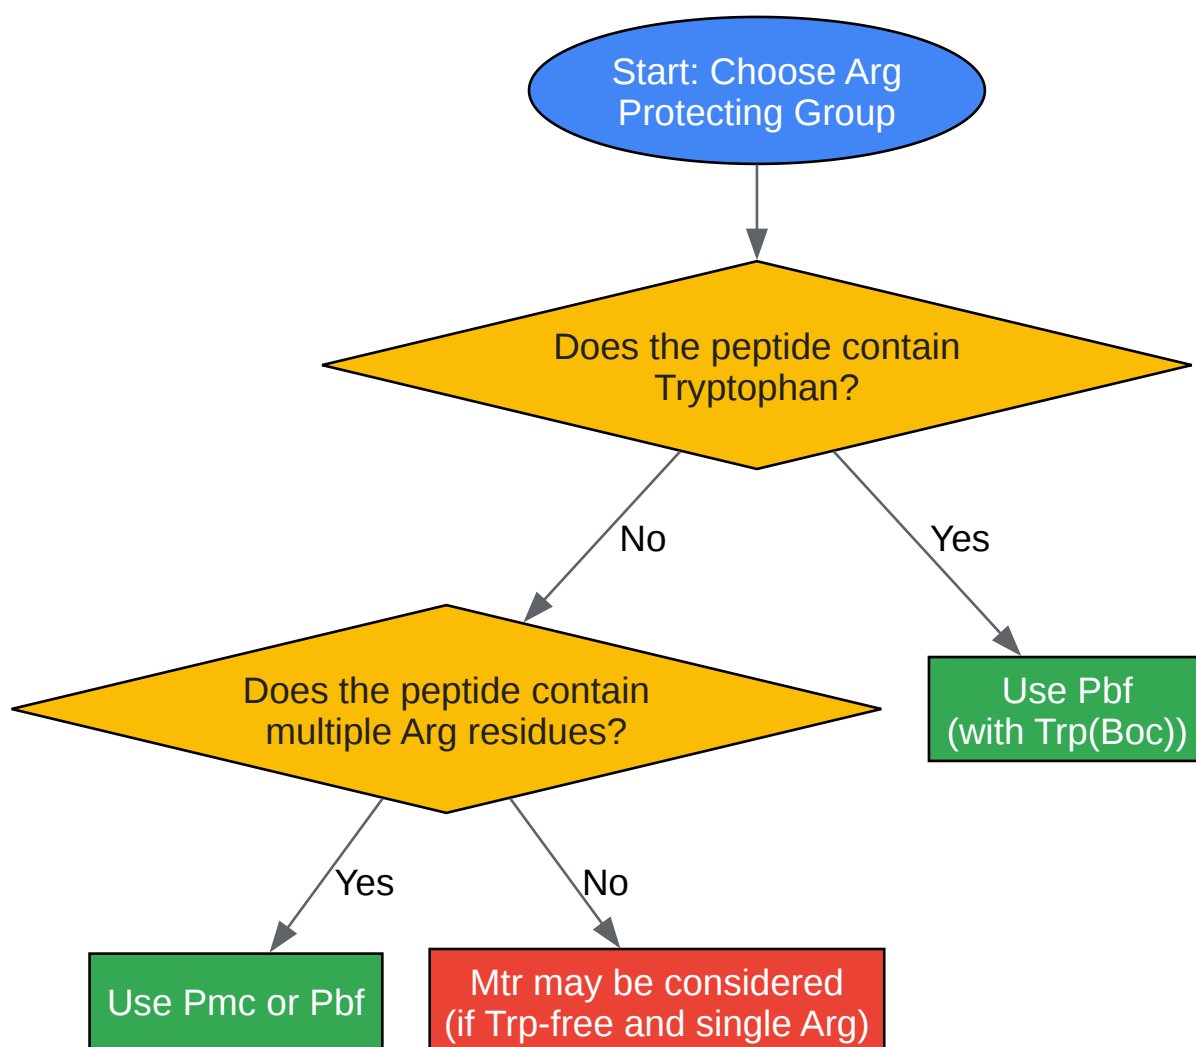 Start: Choose Arg
Protecting Group
Does the peptide contain
Tryptophan?
No
Yes
Does the peptide contain
multiple Arg residues?
Use Pbf
(with Trp(Boc))
Yes
No
Use Pmc or Pbf
Mtr may be considered
(if Trp-free and single Arg)